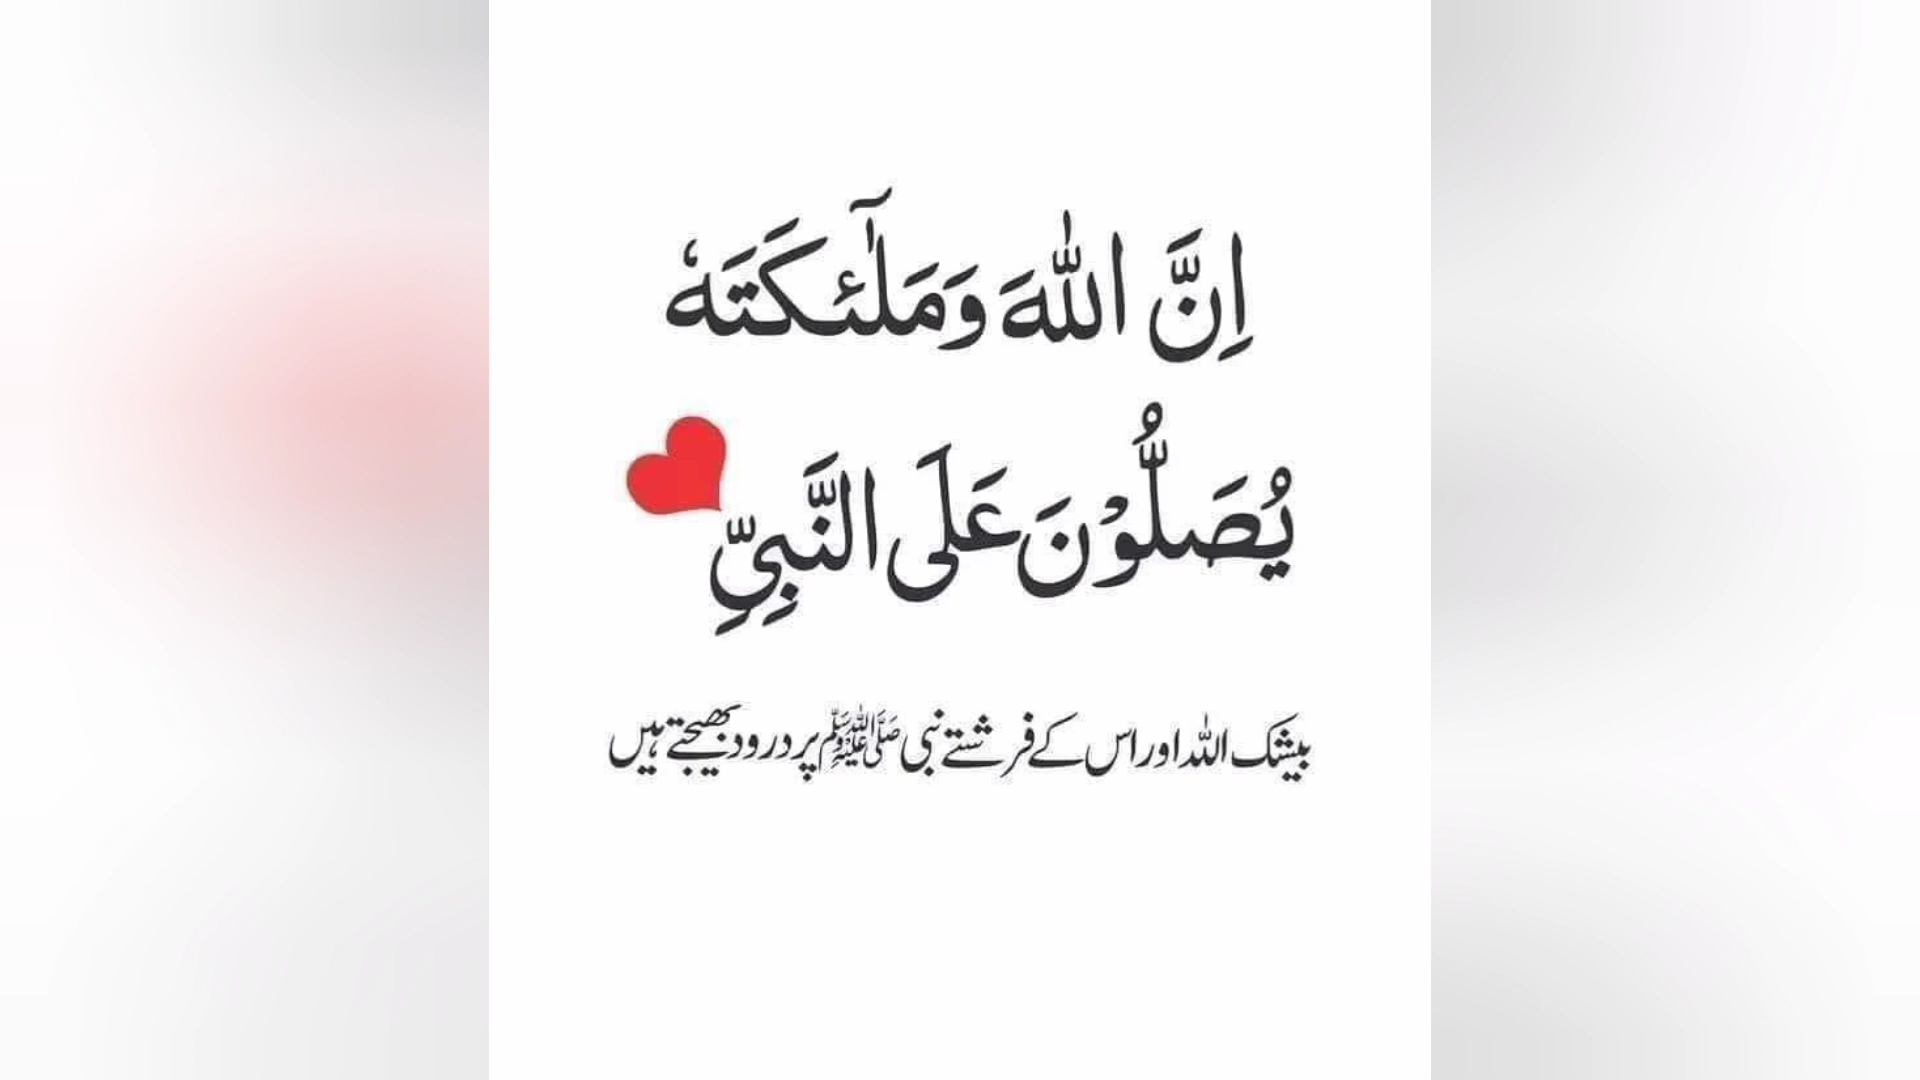 اِنَّ اللّٰهَ وَمَلٰٓئِكَتَهٗ
يُصَلُّوْنَ عَلَى النَّبِيِّ
بیشک اللہ اور اس کے فرشتے نبی ﷺ پر درود بھیجتے ہیں